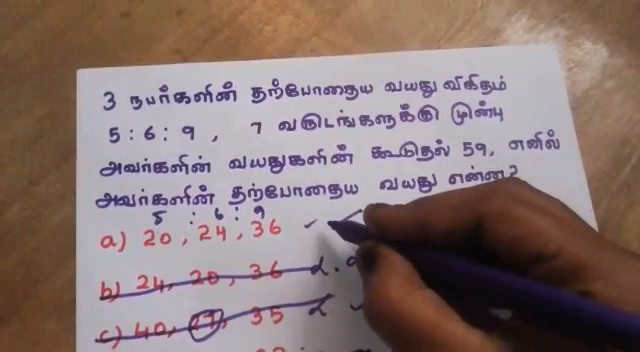 3 நபர்களின் தற்போதைய வயது விகிதம்
5 : 6 : 9 , 7 வருடங்களுக்கு முன்பு
அவர்களின் வயதுகளின் கூடுதல் 59, எனில்
அவர்களின் தற்போதைய வயது என்ன?
5 : 6 : 9
a) 20 , 24 , 36 ✓
b) 24, 20, 36
c) 40, 27, 35